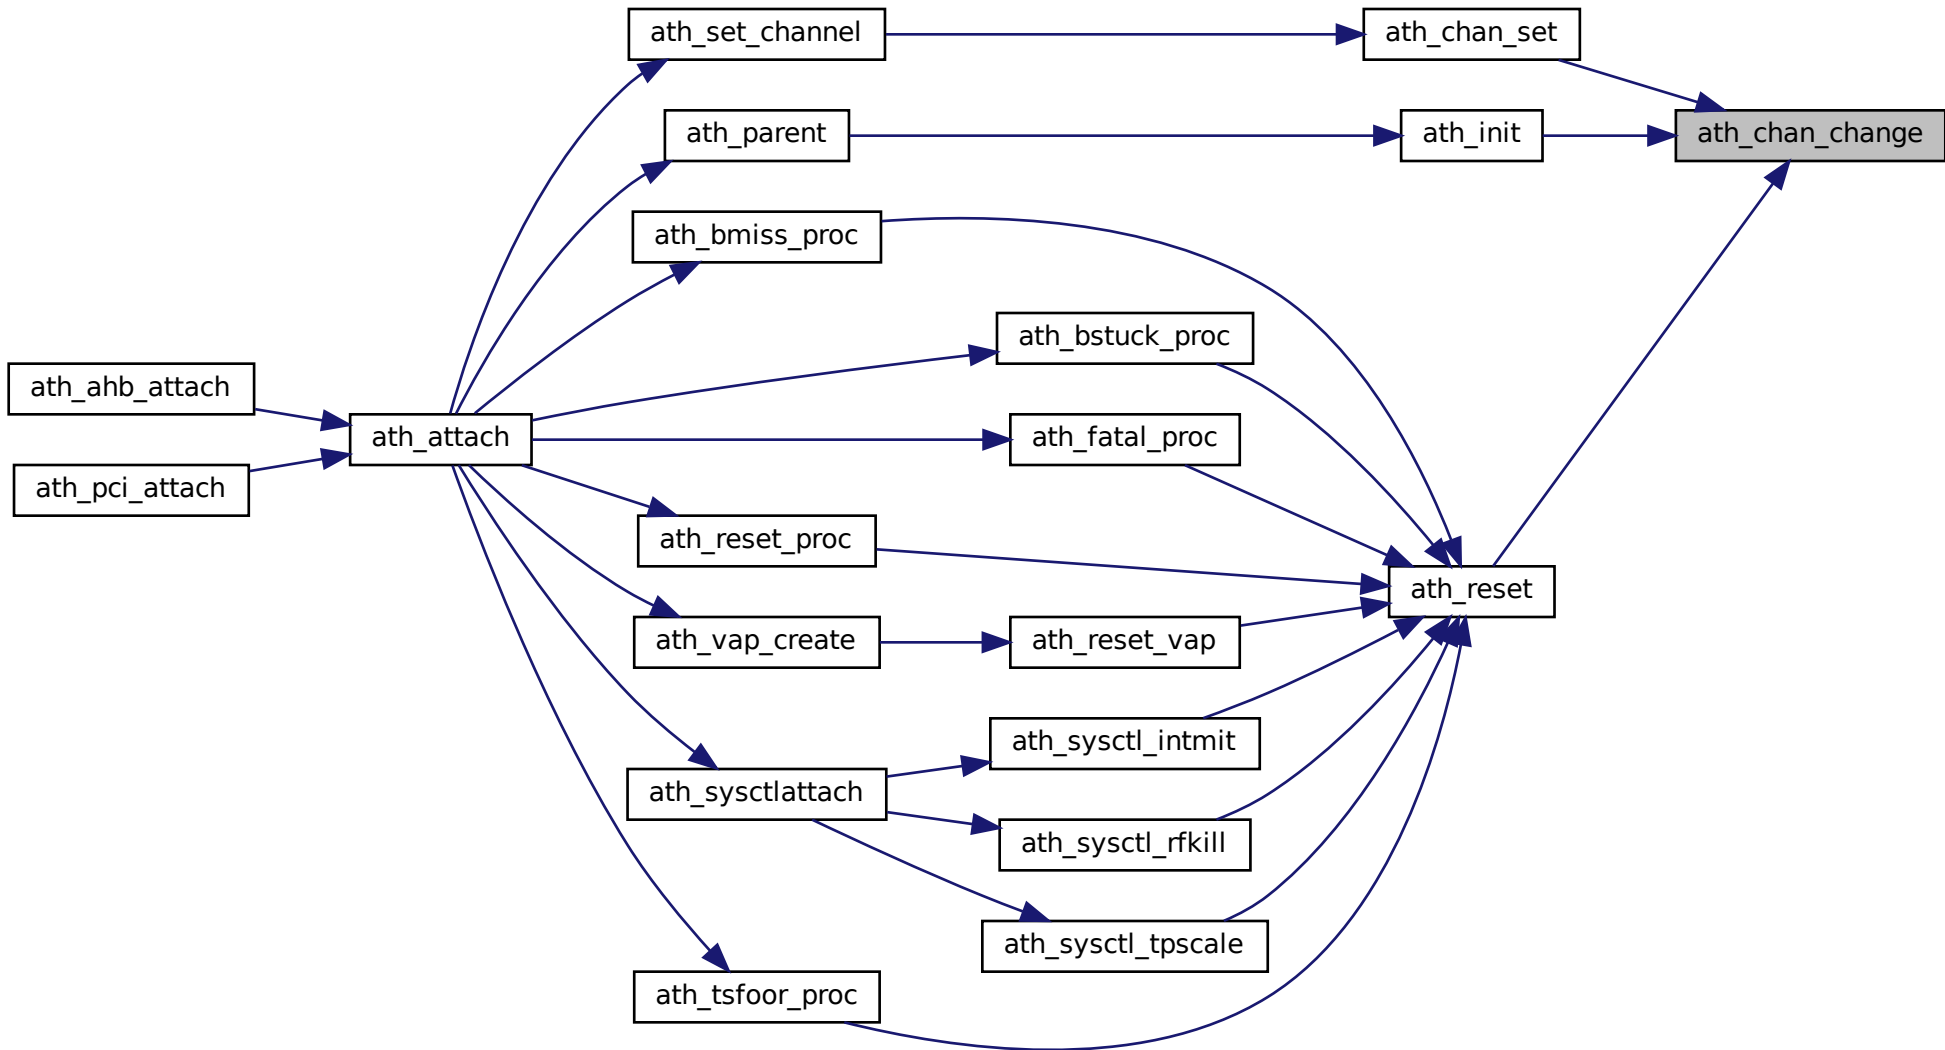 ath_set_channel
ath_chan_set
ath_parent
ath_init
ath_chan_change
ath_bmiss_proc
ath_bstuck_proc
ath_ahb_attach
ath_attach
ath_fatal_proc
ath_pci_attach
ath_reset_proc
ath_reset
ath_vap_create
ath_reset_vap
ath_sysctl_intmit
ath_sysctlattach
ath_sysctl_rfkill
ath_sysctl_tpscale
ath_tsfoor_proc